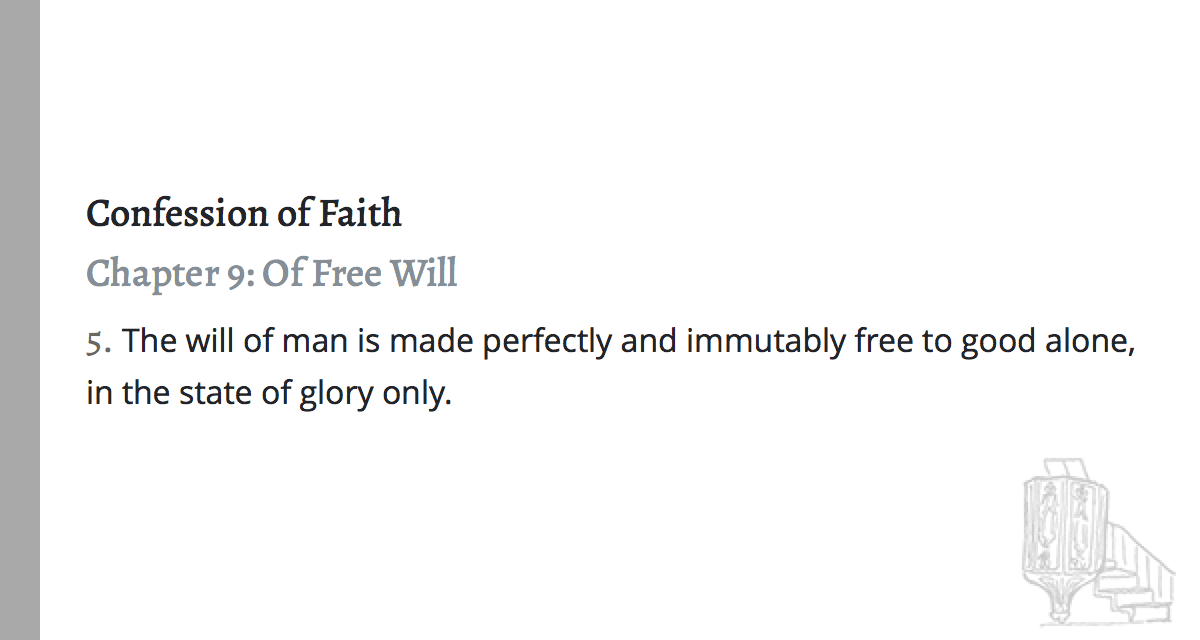 Confession of Faith
Chapter 9: Of Free Will
5. The will of man is made perfectly and immutably free to good alone,
in the state of glory only.